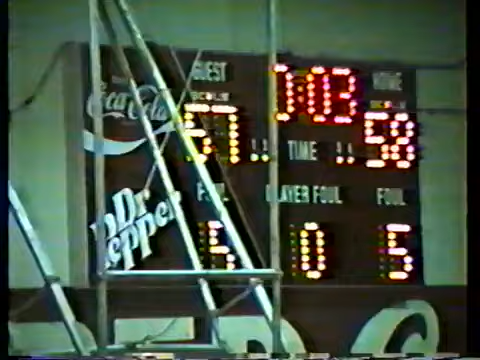 GUEST HOME
Coca-Cola
0:03
57 58
TIME
FOUL PLAYER FOUL FOUL
Dr
Pepper
5 0 5